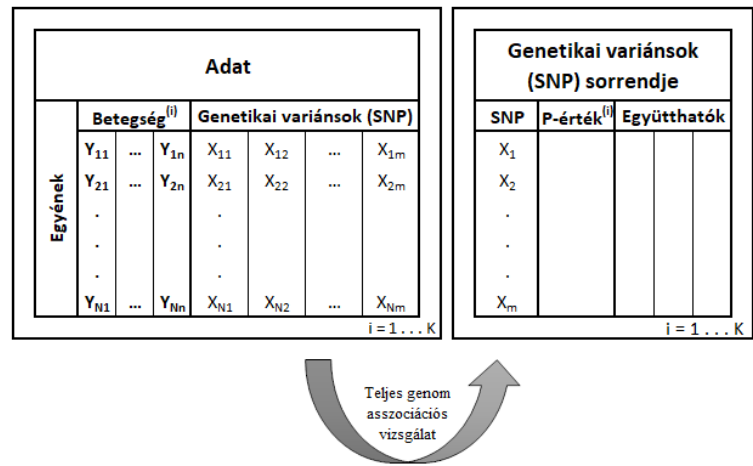 Adat
Betegség(i) Genetikai variánsok (SNP)
Egyének
Y11 ... Y1n X11 X12 ... X1m
Y21 ... Y2n X21 X22 ... X2m
. .
. .
. .
YN1 ... YNn XN1 XN2 ... XNm
i = 1 . . . K
Genetikai variánsok
(SNP) sorrendje
SNP P-érték(i) Együtthatók
X1
X2
.
.
.
Xm
i = 1 . . . K
Teljes genom
asszociációs
vizsgálat